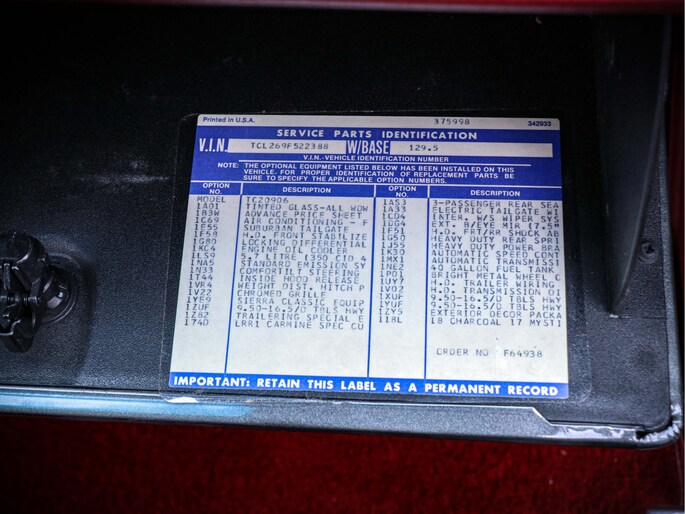 Printed in U.S.A. 375998 342933
SERVICE PARTS IDENTIFICATION
V.I.N. TCL269F522388 W/BASE 129.5
V.I.N.-VEHICLE IDENTIFICATION NUMBER
NOTE: THE OPTIONAL EQUIPMENT LISTED BELOW HAS BEEN INSTALLED ON THIS
VEHICLE. FOR PROPER IDENTIFICATION OF REPLACEMENT PARTS BE
SURE TO SPECIFY THE APPLICABLE OPTION NUMBERS.
OPTION NO. DESCRIPTION OPTION NO. DESCRIPTION
MODEL TC20906 1AS3 3-PASSENGER REAR SEA
1A01 TINTED GLASS-ALL WDW 1A33 ELECTRIC TAILGATE WI
1B3W ADVANCE PRICE SHEET 1CD4 INTER. W/S WIPER SYS
1C69 AIR CONDITIONING - F 1DG4 EXT. B/EYE MIR (7.5"
1E55 SUBURBAN TAILGATE 1F51 H.D. FRT/RR SHOCK AB
1F58 H.D. FRONT STABILIZE 1G50 HEAVY DUTY REAR SPRI
1G80 LOCKING DIFFERENTIAL 1J55 HEAVY DUTY POWER BRA
1KC4 ENGINE OIL COOLER 1K30 AUTOMATIC SPEED CONT
1LS9 5.7 LITRE (350 CID 4 1MX1 AUTOMATIC TRANSMISSI
1NA5 STANDARD EMISSION SY 1NE2 40 GALLON FUEL TANK
1N33 COMFORTILT STEERING 1P01 BRIGHT METAL WHEEL C
1T44 INSIDE HOOD RELEASE 1UY7 H.D. TRAILER WIRING
1VR4 WEIGHT DIST. HITCH P 1V02 H.D. TRANSMISSION OI
1V22 CHROMED GRILLE 1XUF 9.50-16.5/D TBLS HWY
1YE9 SIERRA CLASSIC EQUIP 1YUF 9.50-16.5/D TBLS HWY
1ZUF 9.50-16.5/D TBLS HWY 1ZY5 EXTERIOR DECOR PACKA
1Z82 TRAILERING SPECIAL E 118L 18 CHARCOAL 17 MYSTI
174D LRR1 CARMINE SPEC CU
ORDER NO F64938
IMPORTANT: RETAIN THIS LABEL AS A PERMANENT RECORD